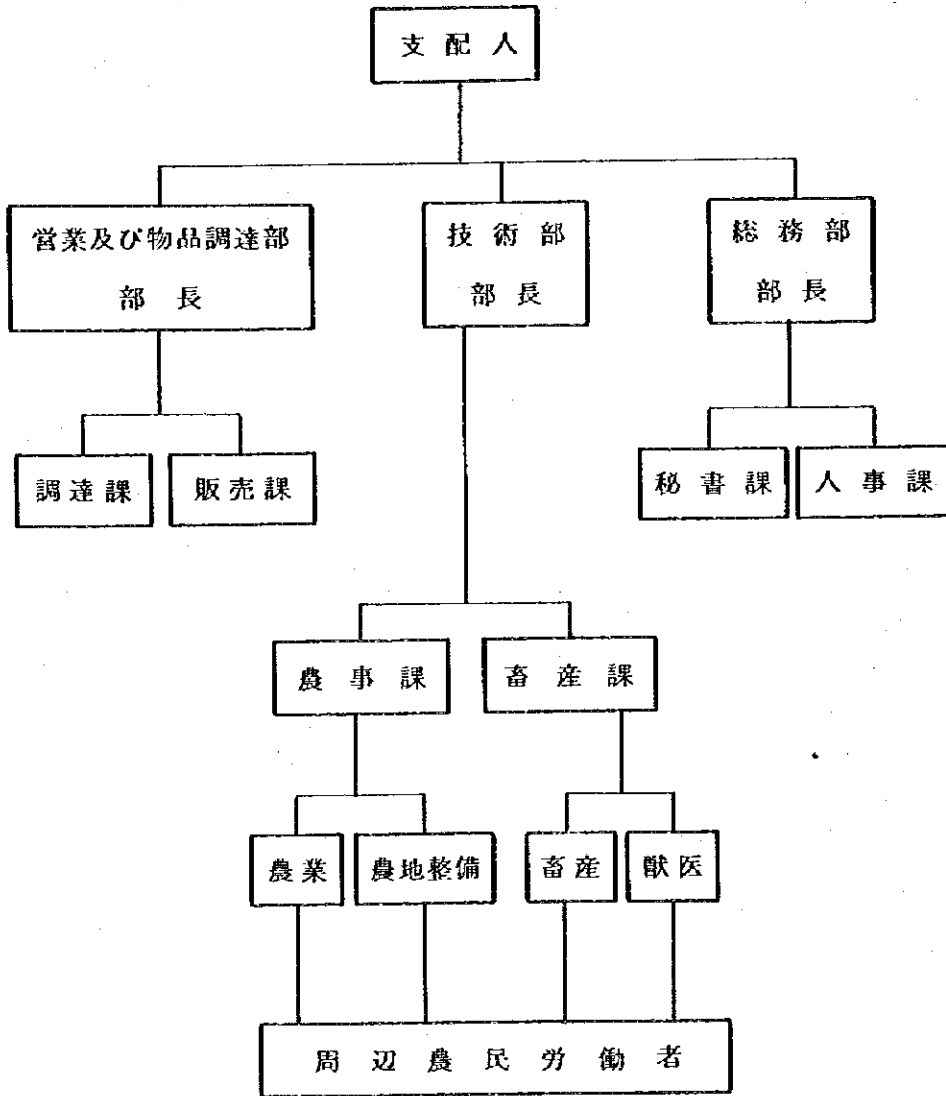 支配人
営業及び物品調達部
部長
技術部
部長
総務部
部長
調達課
販売課
秘書課
人事課
農事課
畜産課
農業
農地整備
畜産
獣医
周辺農民労働者